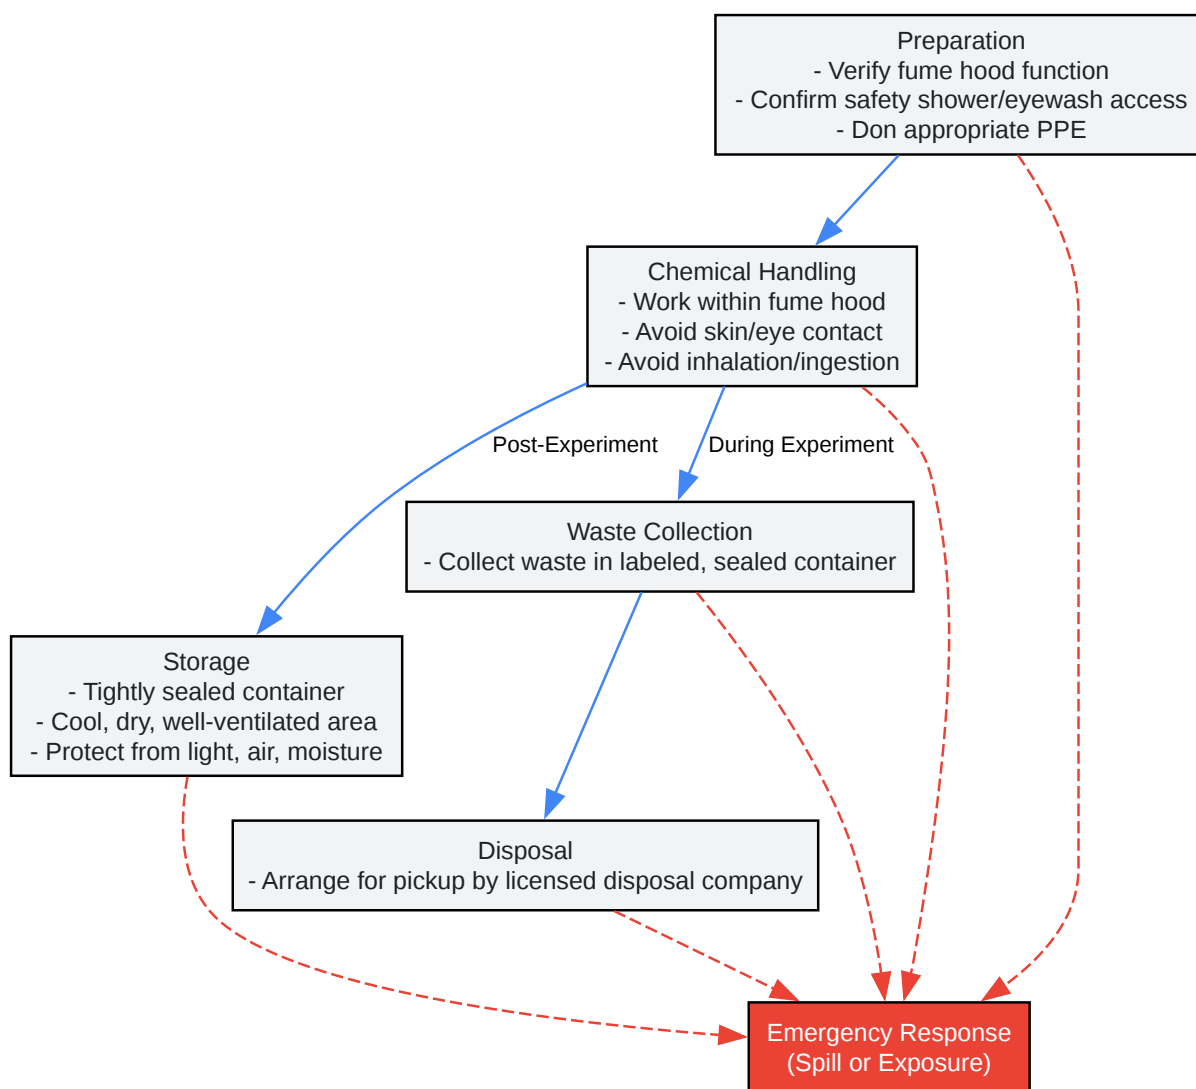 Preparation
- Verify fume hood function
- Confirm safety shower/eyewash access
- Don appropriate PPE
Chemical Handling
- Work within fume hood
- Avoid skin/eye contact
- Avoid inhalation/ingestion
Post-Experiment
During Experiment
Waste Collection
- Collect waste in labeled, sealed container
Storage
- Tightly sealed container
- Cool, dry, well-ventilated area
- Protect from light, air, moisture
Disposal
- Arrange for pickup by licensed disposal company
Emergency Response
(Spill or Exposure)